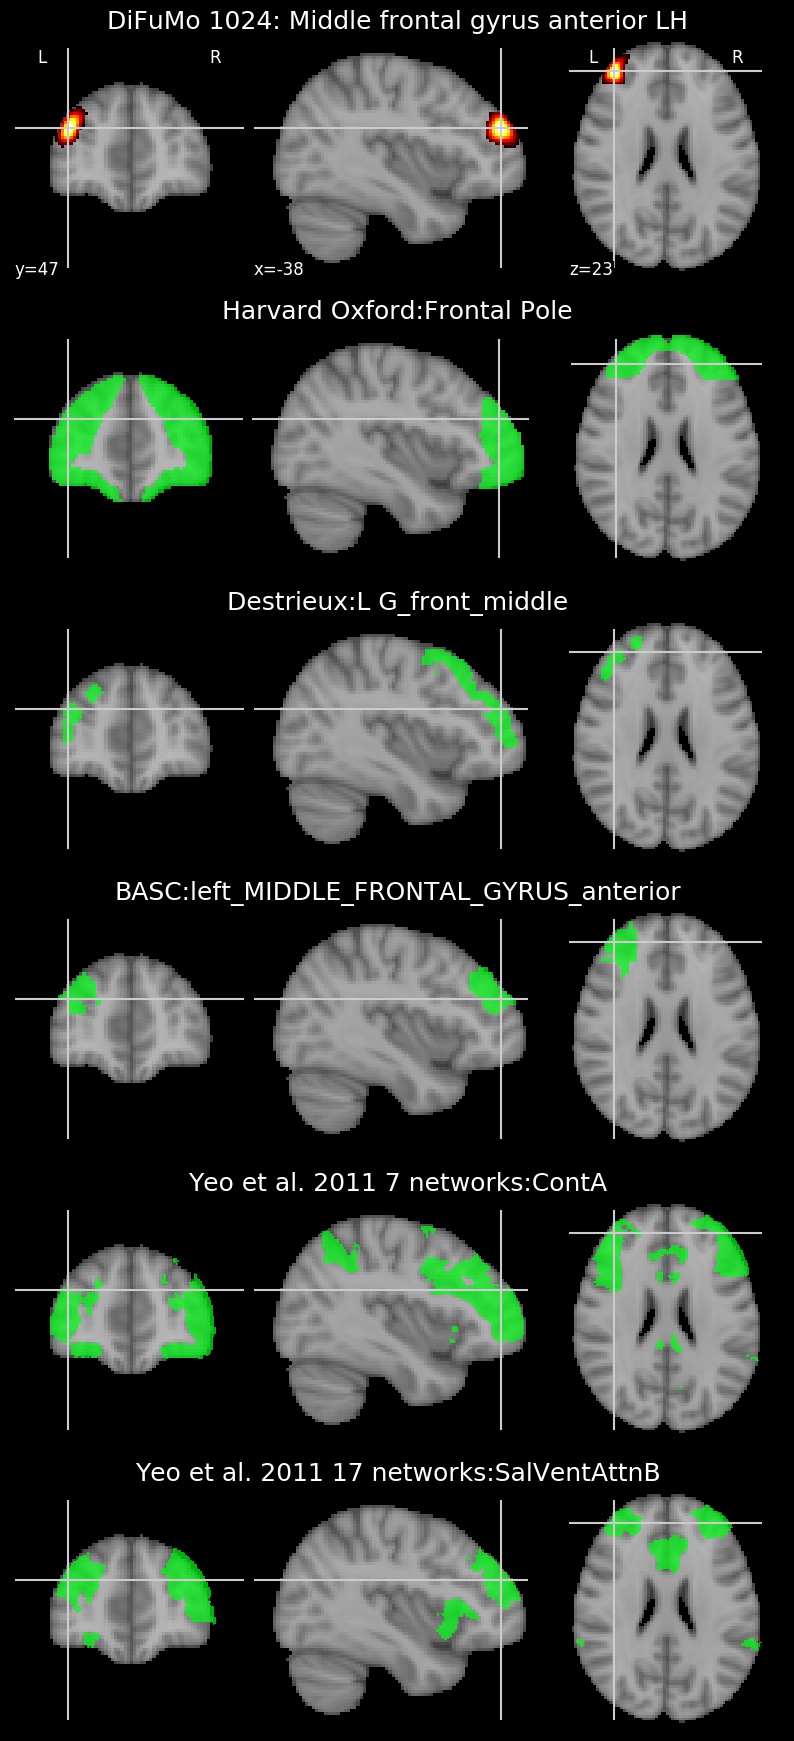 DiFuMo 1024: Middle frontal gyrus anterior LH
L R L R
y=47 x=-38 z=23
Harvard Oxford:Frontal Pole
Destrieux:L G_front_middle
BASC:left_MIDDLE_FRONTAL_GYRUS_anterior
Yeo et al. 2011 7 networks:ContA
Yeo et al. 2011 17 networks:SalVentAttnB